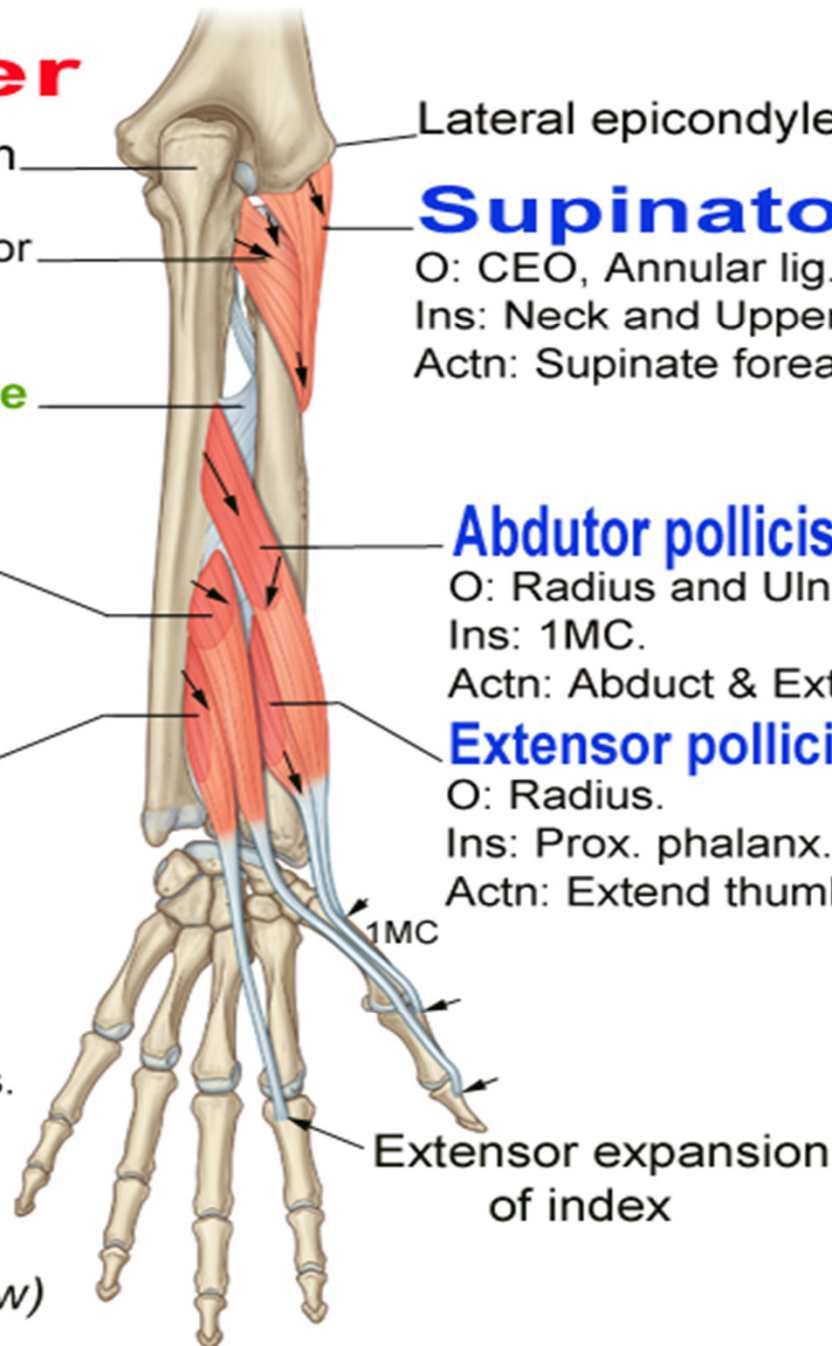 er
n
Lateral epicondyle
Supinato
or
O: CEO, Annular lig.
Ins: Neck and Upper
Actn: Supinate forea
e
Abdutor pollicis
O: Radius and Uln
Ins: 1MC.
Actn: Abduct & Ext
Extensor pollici
O: Radius.
Ins: Prox. phalanx.
Actn: Extend thum
1MC
s.
Extensor expansion
of index
w)